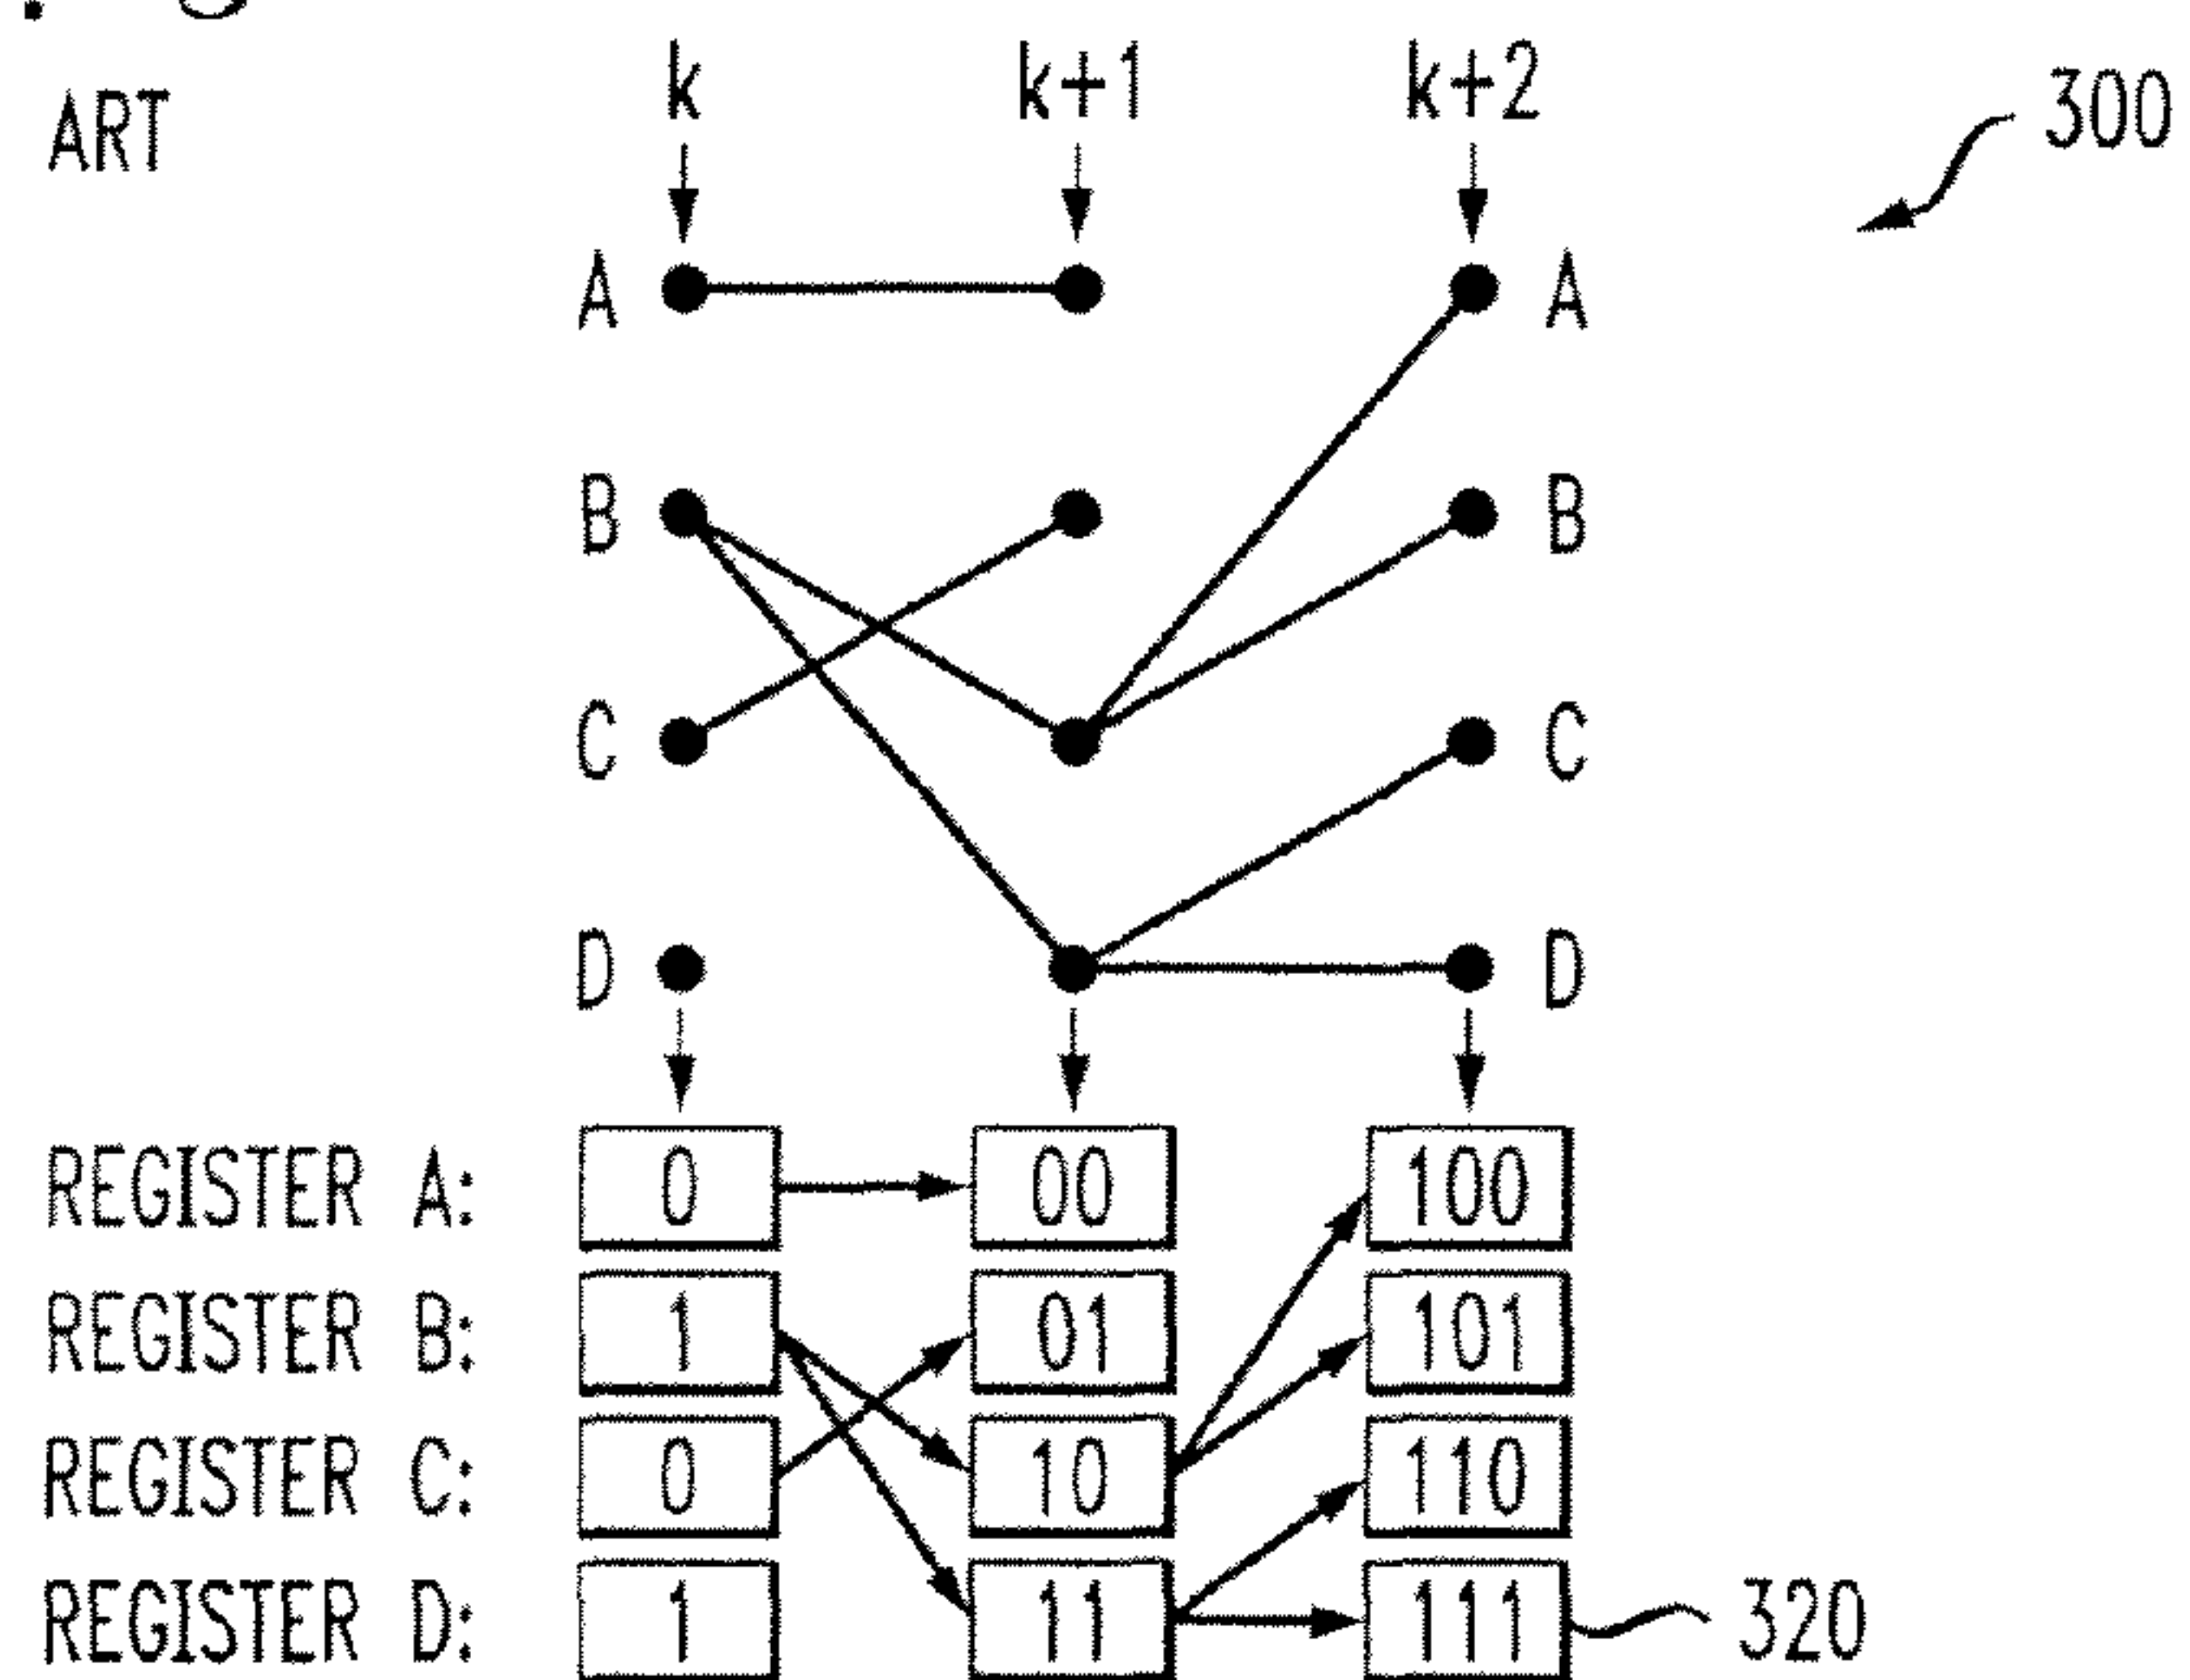 ART
k k+1 k+2
300
A A
B B
C C
D D
REGISTER A: 0 00 100
REGISTER B: 1 01 101
REGISTER C: 0 10 110
REGISTER D: 1 11 111
320